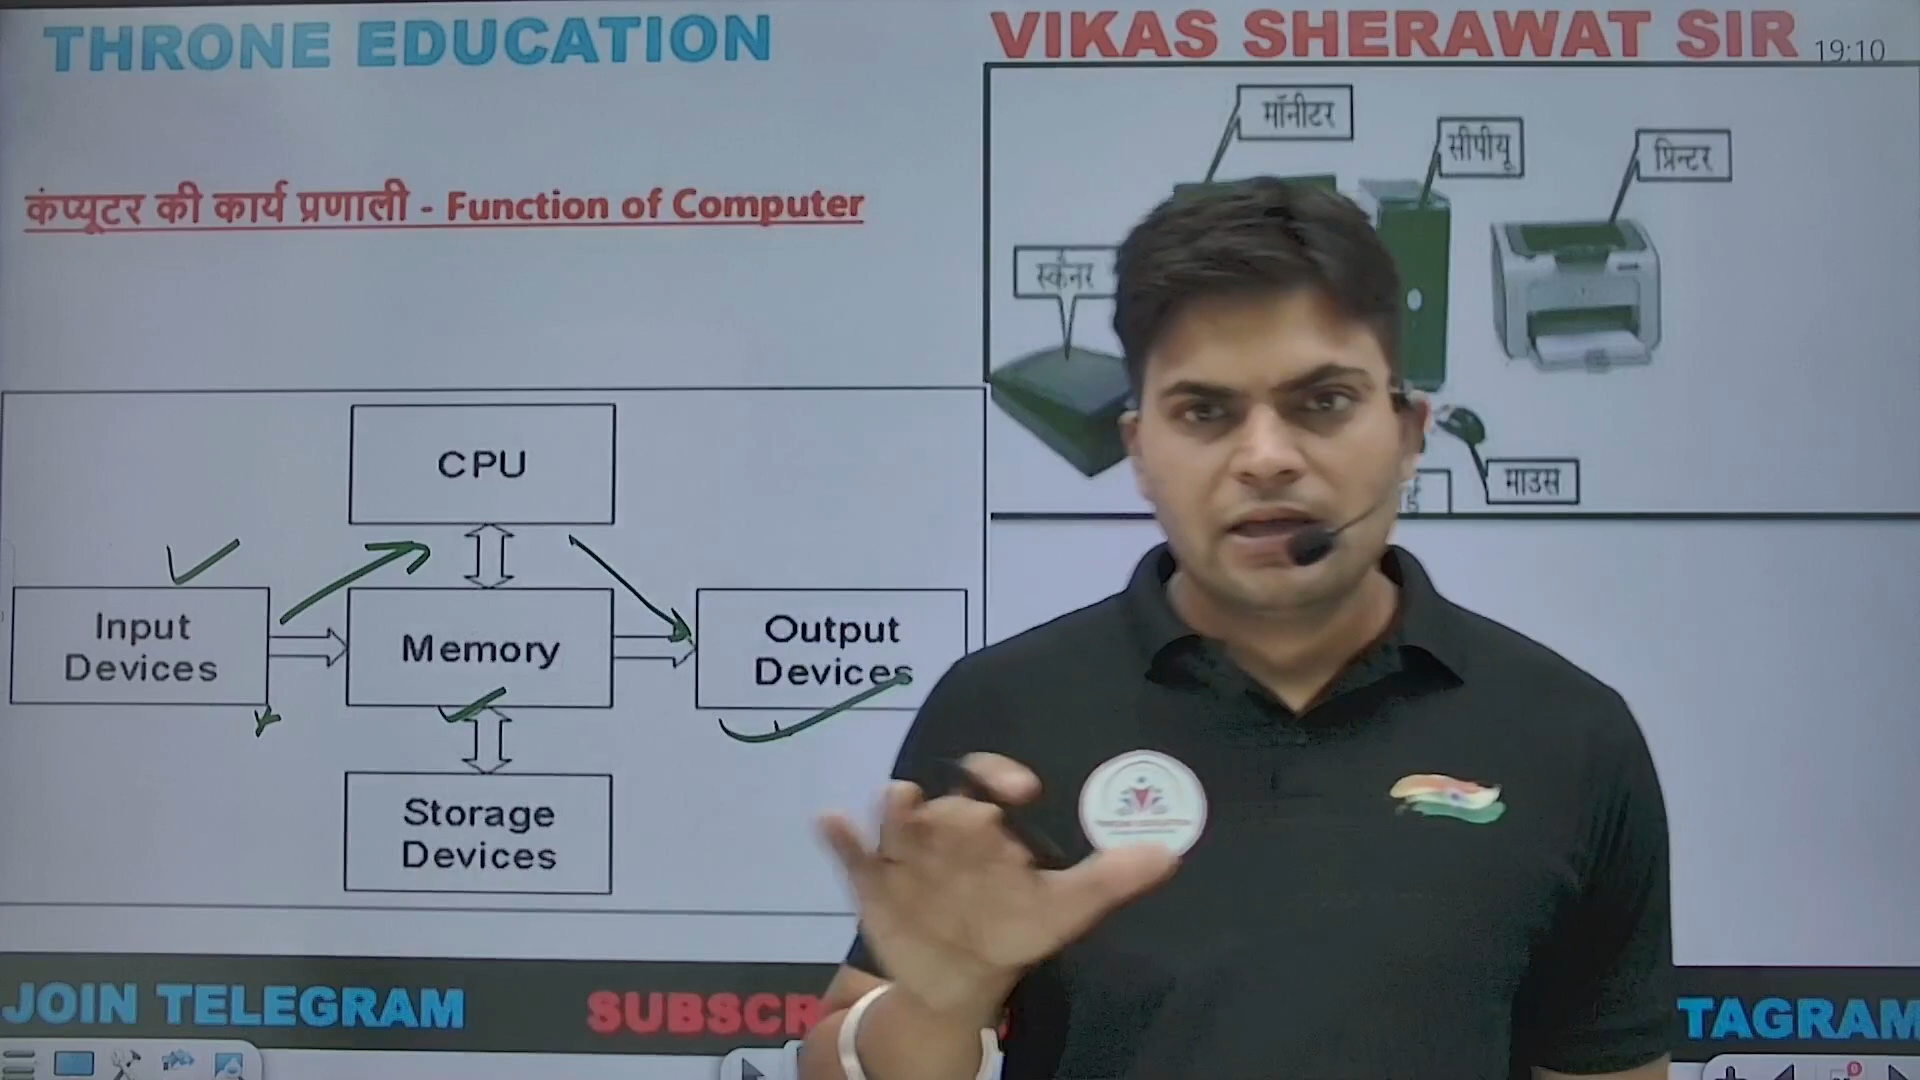 THRONE EDUCATION
VIKAS SHERAWAT SIR
19:10
कंप्यूटर की कार्य प्रणाली - Function of Computer
मॉनीटर
सीपीयू
प्रिन्टर
स्कैनर
माउस
CPU
Input
Devices
Memory
Output
Devices
Storage
Devices
JOIN TELEGRAM
SUBSCR
TAGRAM